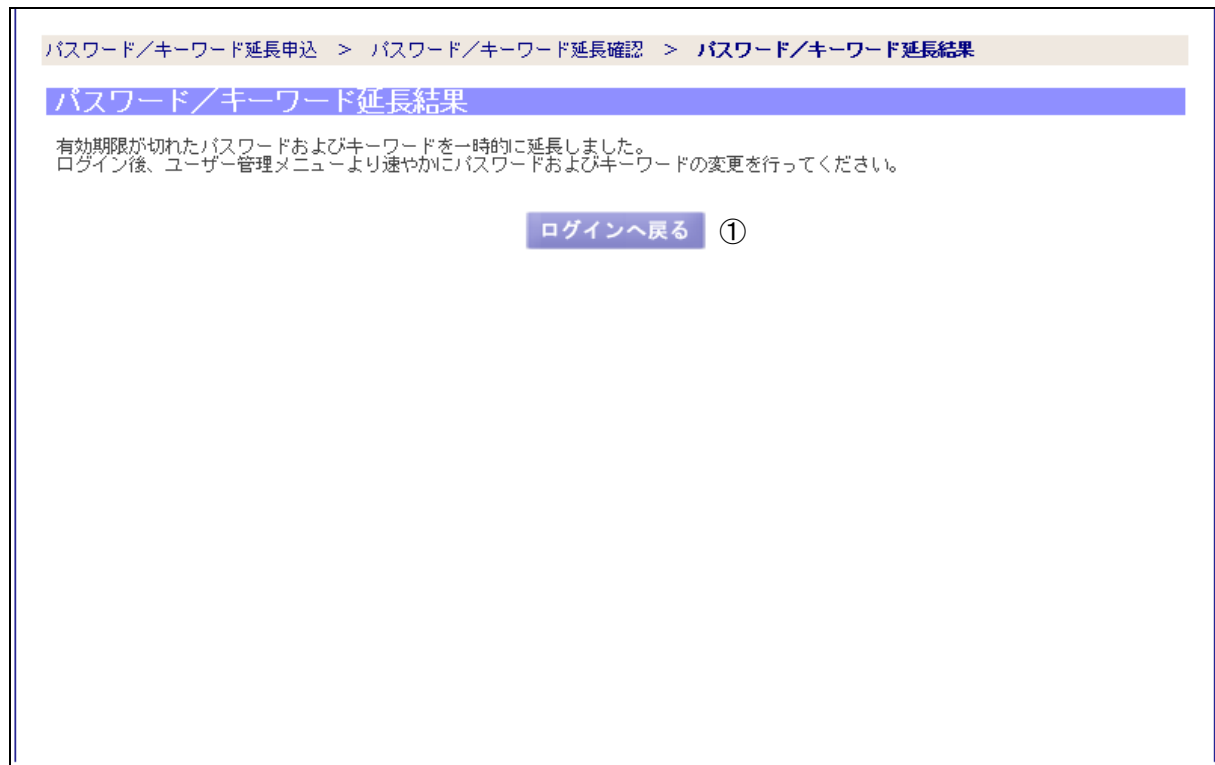 パスワード／キーワード延長申込 > パスワード／キーワード延長確認 > パスワード／キーワード延長結果
パスワード／キーワード延長結果
有効期限が切れたパスワードおよびキーワードを一時的に延長しました。
ログイン後、ユーザー管理メニューより速やかにパスワードおよびキーワードの変更を行ってください。
ログインへ戻る ①